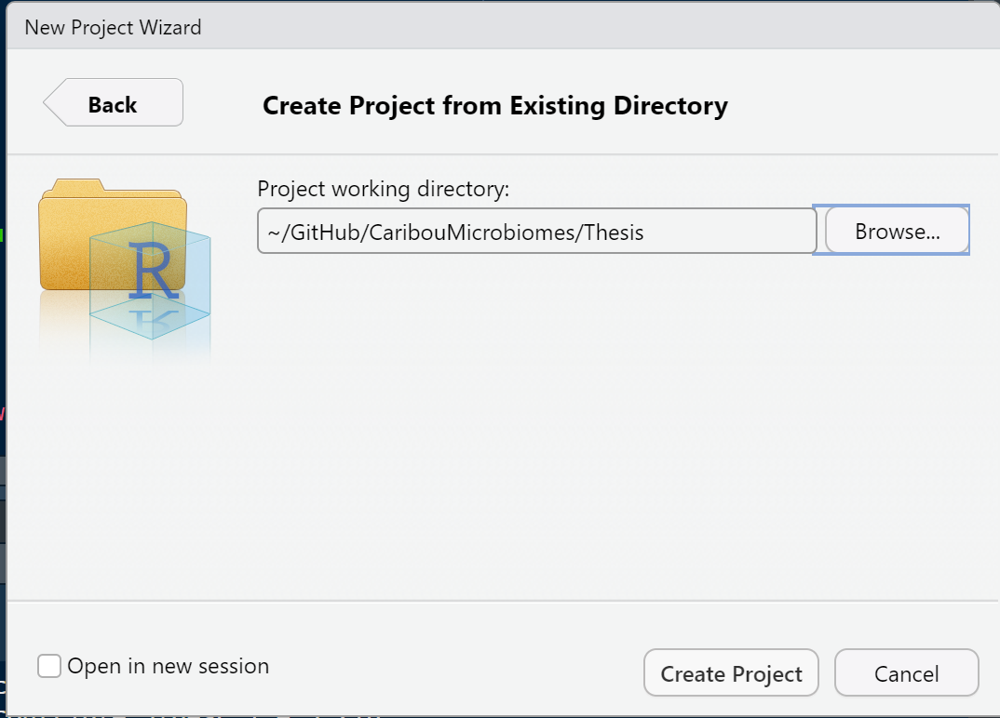 New Project Wizard
Back
Create Project from Existing Directory
Project working directory:
~/GitHub/CaribouMicrobiomes/Thesis
Browse...
R
Open in new session
Create Project
Cancel